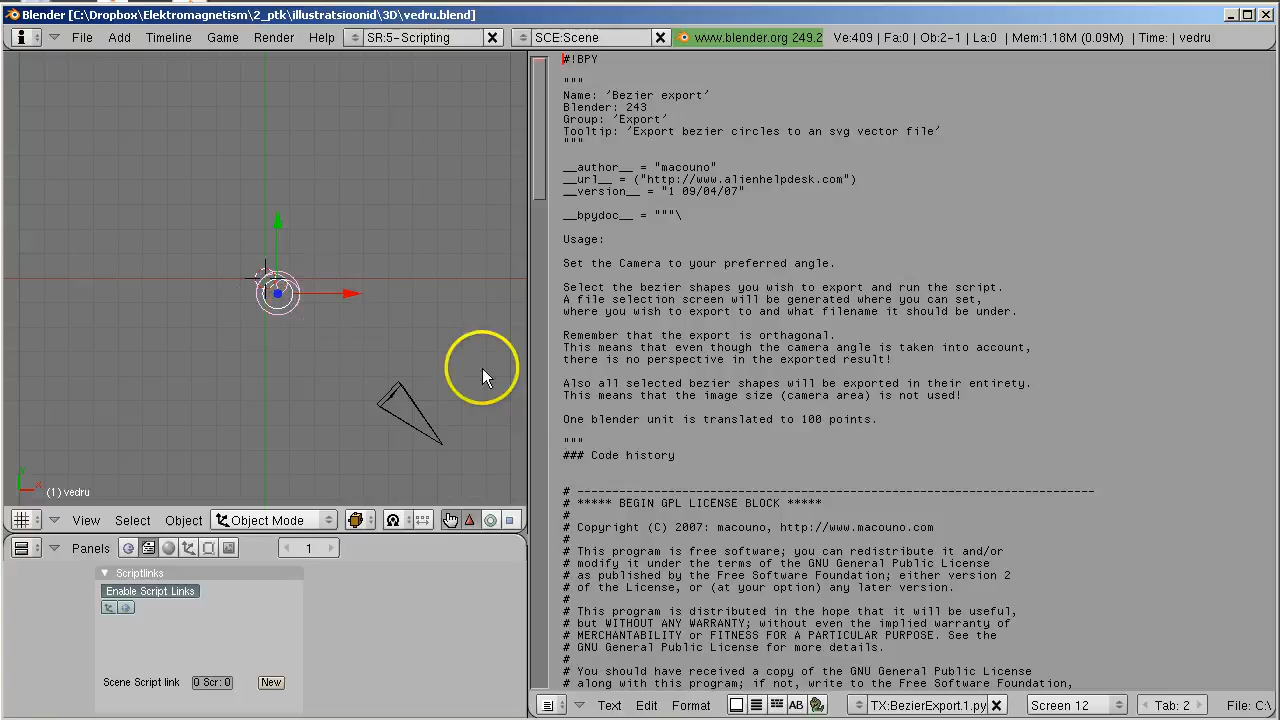 Blender [C:\Dropbox\Elektromagnetism\2_ptk\illustratsioonid\3D\vedru.blend]
File Add Timeline Game Render Help SR:5-Scripting SCE:Scene www.blender.org 249.2 Ve:409 | Fa:0 | Ob:2-1 | La:0 | Mem:1.18M (0.09M) | Time: | vedru
#!BPY
"""
Name: 'Bezier export'
Blender: 243
Group: 'Export'
Tooltip: 'Export bezier circles to an svg vector file'
"""
__author__ = "macouno"
__url__ = ("http://www.alienhelpdesk.com")
__version__ = "1 09/04/07"
__bpydoc__ = """\
Usage:
Set the Camera to your preferred angle.
Select the bezier shapes you wish to export and run the script.
A file selection screen will be generated where you can set,
where you wish to export to and what filename it should be under.
Remember that the export is orthagonal.
This means that even though the camera angle is taken into account,
there is no perspective in the exported result!
Also all selected bezier shapes will be exported in their entirety.
This means that the image size (camera area) is not used!
One blender unit is translated to 100 points.
"""
### Code history
# --------------------------------------------------------------------------
# ***** BEGIN GPL LICENSE BLOCK *****
#
# Copyright (C) 2007: macouno, http://www.macouno.com
#
# This program is free software; you can redistribute it and/or
# modify it under the terms of the GNU General Public License
# as published by the Free Software Foundation; either version 2
# of the License, or (at your option) any later version.
#
# This program is distributed in the hope that it will be useful,
# but WITHOUT ANY WARRANTY; without even the implied warranty of
# MERCHANTABILITY or FITNESS FOR A PARTICULAR PURPOSE. See the
# GNU General Public License for more details.
#
# You should have received a copy of the GNU General Public License
# along with this program; if not, write to the Free Software Foundation,
Y
X
(1) vedru
View Select Object Object Mode
Panels 1
Scriptlinks
Enable Script Links
Scene Script link 0 Scr: 0 New
Text Edit Format AB TX:BezierExport.1.py Screen 12 Tab: 2 File: C:\